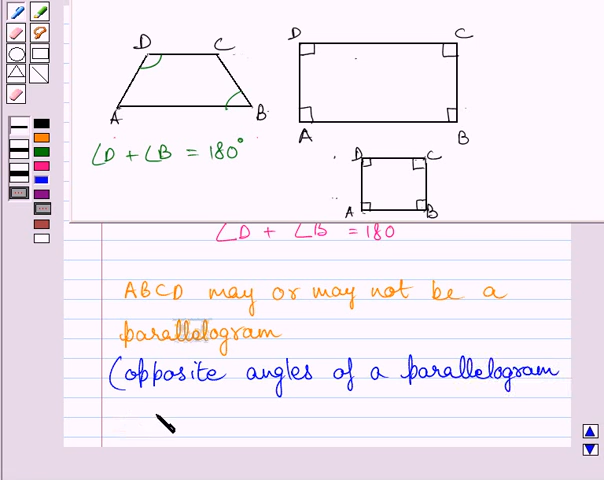 D C
A B
∠D + ∠B = 180°
D C
A B
D C
A B
∠D + ∠B = 180
ABCD may or may not be a
parallelogram
(opposite angles of a parallelogram